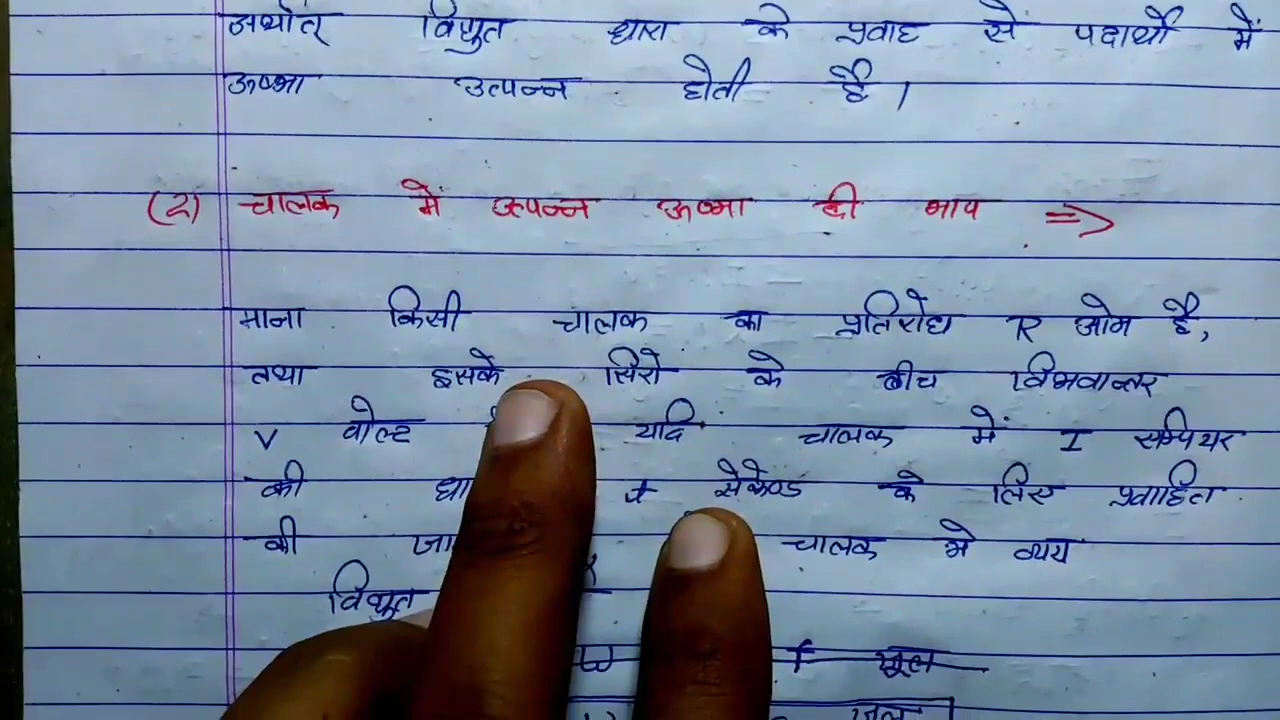 अर्थात् विद्युत धारा के प्रवाह से पदार्थों में
ऊष्मा उत्पन्न होती है ।
(2) चालक में उत्पन्न ऊष्मा की माप =>
माना किसी चालक का प्रतिरोध R ओम है,
तथा इसके सिरो के बीच विभवान्तर
V वोल्ट यदि चालक में I एम्पियर
की t सेकेण्ड के लिए प्रवाहित
की चालक मे व्यय
विद्युत
जूल
जूल